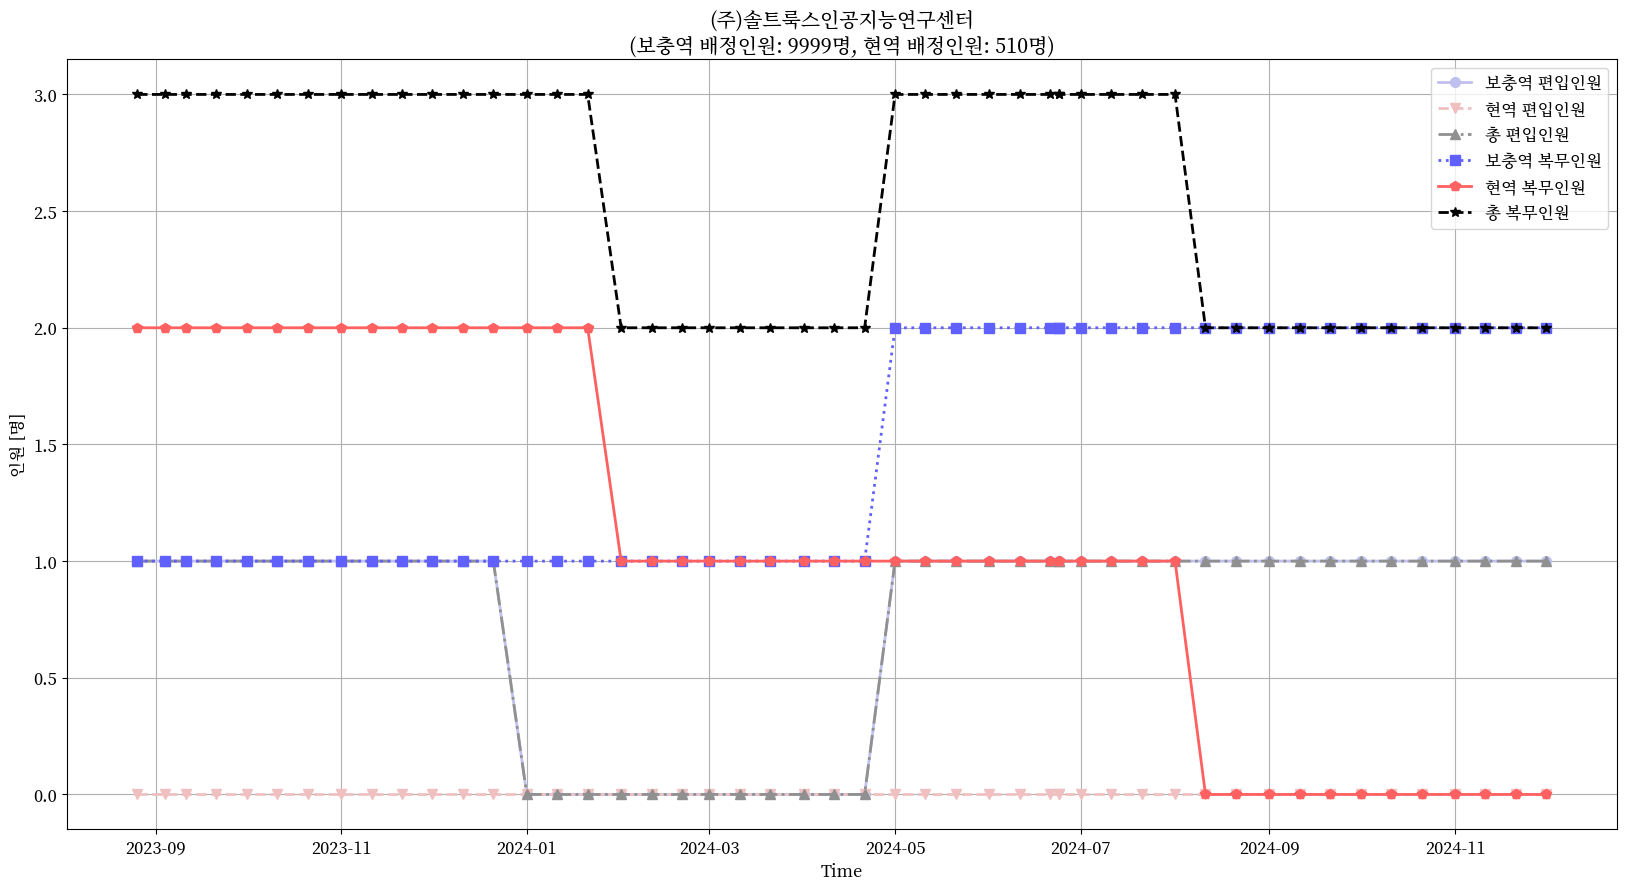 (주)솔트룩스인공지능연구센터
(보충역 배정인원: 9999명, 현역 배정인원: 510명)
보충역 편입인원
현역 편입인원
총 편입인원
보충역 복무인원
현역 복무인원
총 복무인원
인원 [명]
3.0
2.5
2.0
1.5
1.0
0.5
0.0
2023-09 2023-11 2024-01 2024-03 2024-05 2024-07 2024-09 2024-11
Time